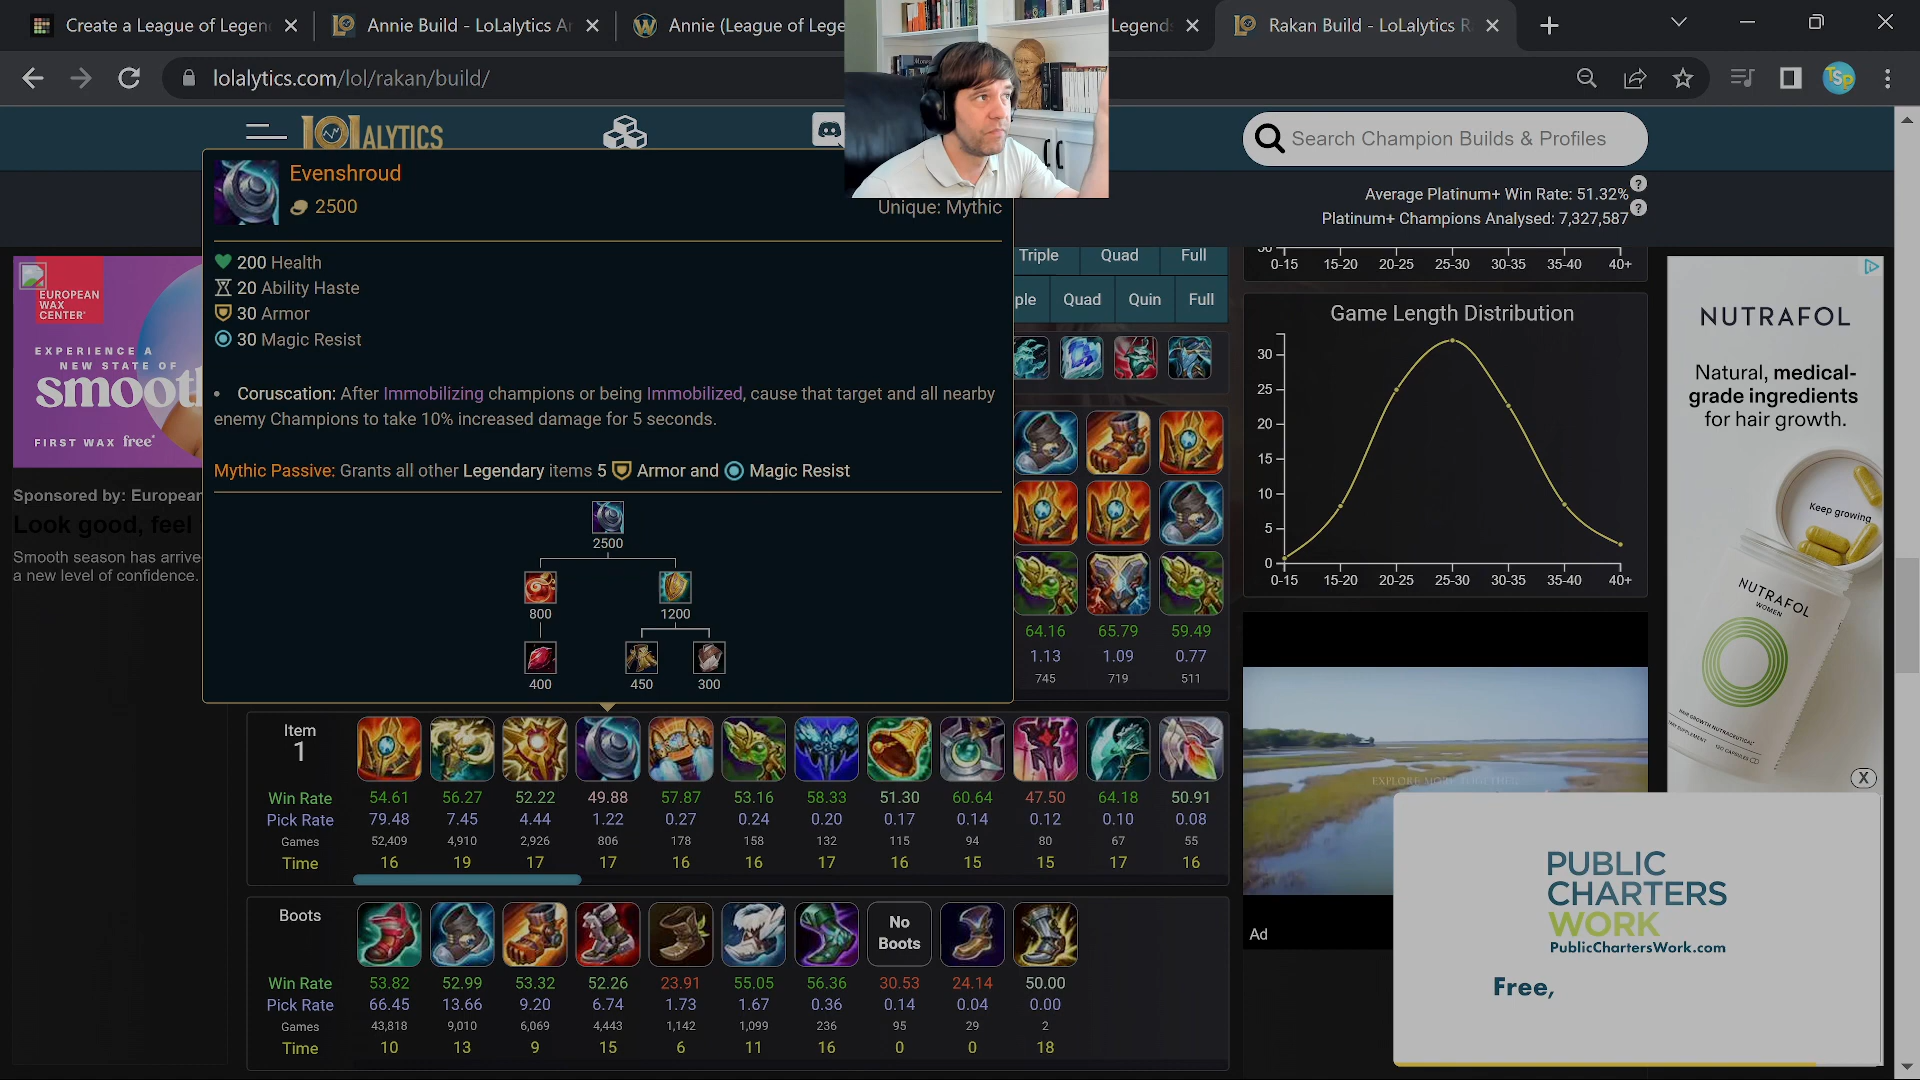 Create a League of Legen
Annie Build - LoLalytics A
Annie (League of Lege
Legend
Rakan Build - LoLalytics R
lolalytics.com/lol/rakan/build/
TSP
LOLALYTICS
Search Champion Builds & Profiles
Average Platinum+ Win Rate: 51.32% ?
Platinum+ Champions Analysed: 7,327,587 ?
Evenshroud
2500
Unique: Mythic
200 Health
20 Ability Haste
30 Armor
30 Magic Resist
• Coruscation: After Immobilizing champions or being Immobilized, cause that target and all nearby
enemy Champions to take 10% increased damage for 5 seconds.
Mythic Passive: Grants all other Legendary items 5 Armor and Magic Resist
2500
800 1200
400 450 300
Triple Quad Full
ple Quad Quin Full
64.16 65.79 59.49
1.13 1.09 0.77
745 719 511
Item
1
Win Rate 54.61 56.27 52.22 49.88 57.87 53.16 58.33 51.30 60.64 47.50 64.18 50.91
Pick Rate 79.48 7.45 4.44 1.22 0.27 0.24 0.20 0.17 0.14 0.12 0.10 0.08
Games 52,409 4,910 2,926 806 178 158 132 115 94 80 67 55
Time 16 19 17 17 16 16 17 16 15 15 17 16
Boots
No
Boots
Win Rate 53.82 52.99 53.32 52.26 23.91 55.05 56.36 30.53 24.14 50.00
Pick Rate 66.45 13.66 9.20 6.74 1.73 1.67 0.36 0.14 0.04 0.00
Games 43,818 9,010 6,069 4,443 1,142 1,099 236 95 29 2
Time 10 13 9 15 6 11 16 0 0 18
0-15 15-20 20-25 25-30 30-35 35-40 40+
Game Length Distribution
30
25
20
15
10
5
0
0-15 15-20 20-25 25-30 30-35 35-40 40+
EUROPEAN
WAX
CENTER
EXPERIENCE A
NEW STATE OF
smoot
FIRST WAX free*
Sponsored by: European
Look good, feel
Smooth season has arrive
a new level of confidence.
NUTRAFOL
Natural, medical-
grade ingredients
for hair growth.
Keep growing
NUTRAFOL
WOMEN
X
Ad
PUBLIC
CHARTERS
WORK
PublicChartersWork.com
Free,